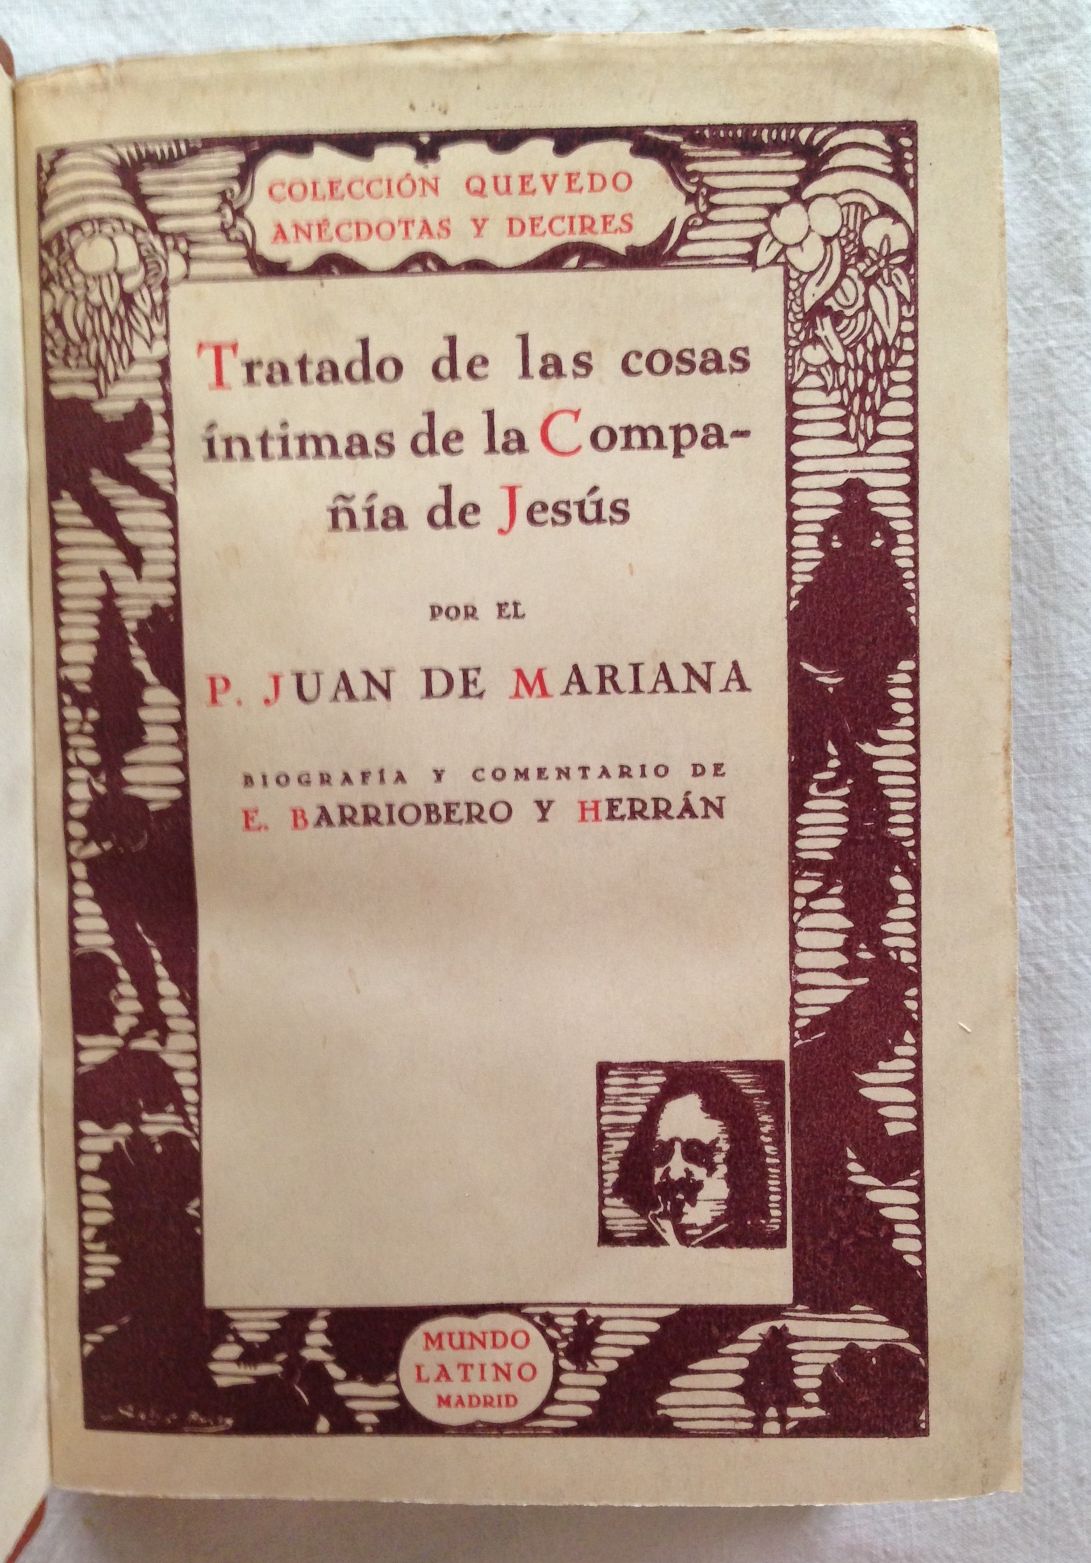 COLECCIÓN QUEVEDO
ANÉCDOTAS Y DECIRES
Tratado de las cosas
íntimas de la Compa-
ñía de Jesús
POR EL
P. JUAN DE MARIANA
BIOGRAFÍA Y COMENTARIO DE
E. BARRIOBERO Y HERRÁN
MUNDO
LATINO
MADRID